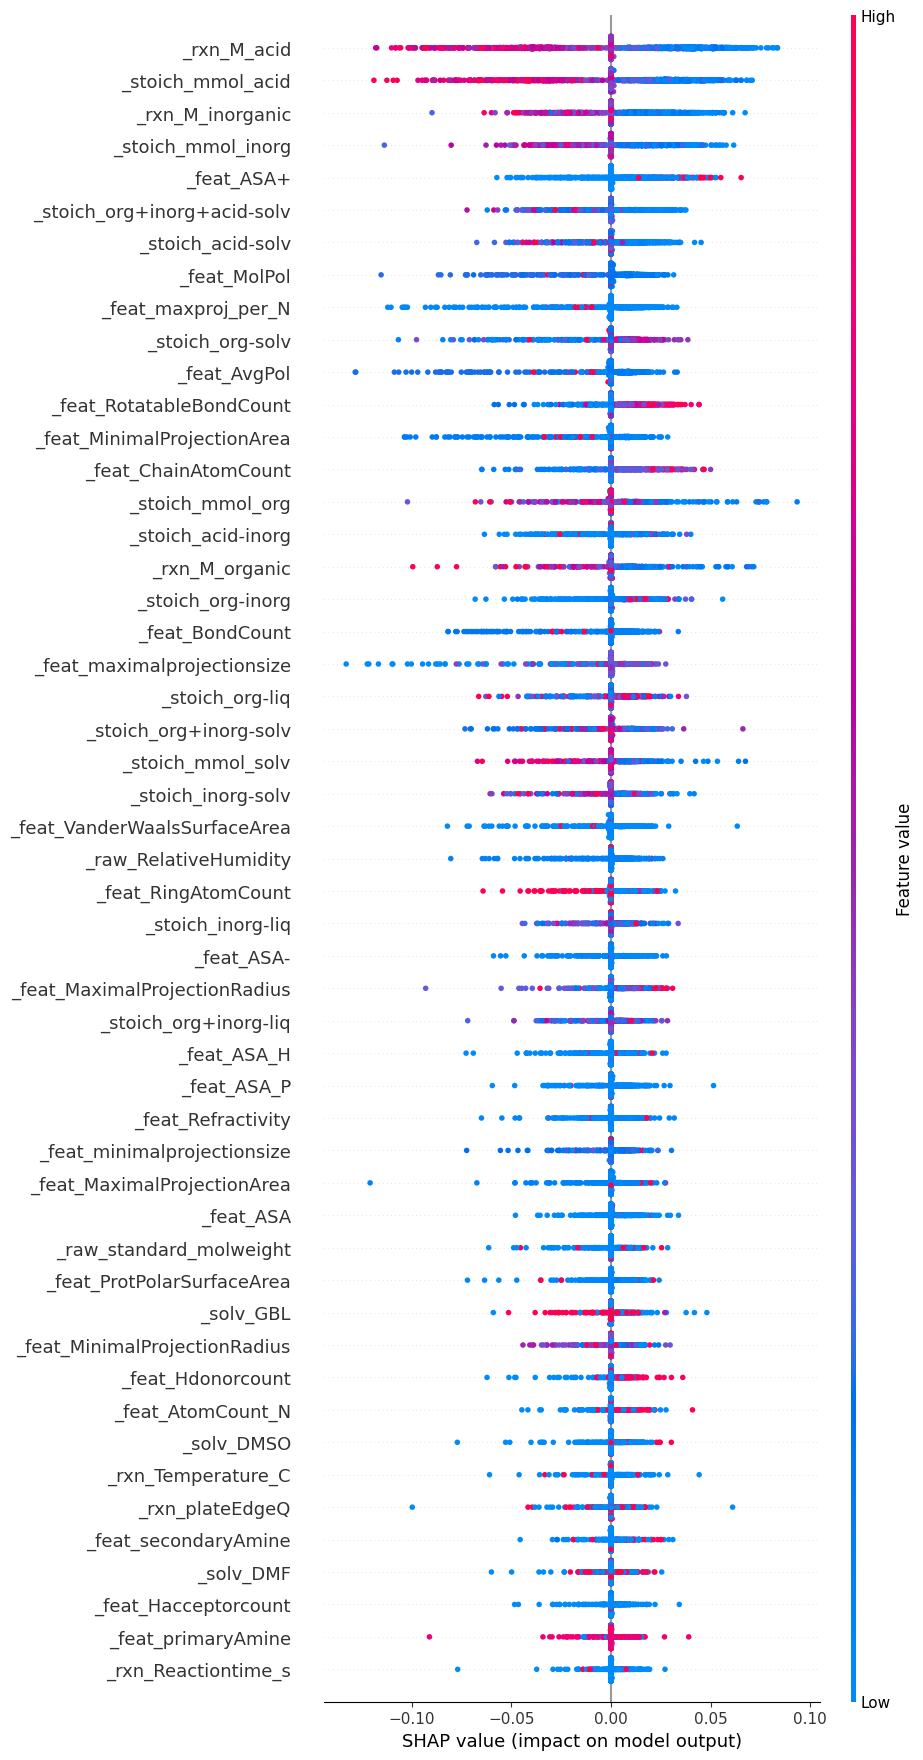 High
_rxn_M_acid
_stoich_mmol_acid
_rxn_M_inorganic
_stoich_mmol_inorg
_feat_ASA+
_stoich_org+inorg+acid-solv
_stoich_acid-solv
_feat_MolPol
_feat_maxproj_per_N
_stoich_org-solv
_feat_AvgPol
_feat_RotatableBondCount
_feat_MinimalProjectionArea
_feat_ChainAtomCount
_stoich_mmol_org
_stoich_acid-inorg
_rxn_M_organic
_stoich_org-inorg
_feat_BondCount
_feat_maximalprojectionsize
_stoich_org-liq
_stoich_org+inorg-solv
_stoich_mmol_solv
_stoich_inorg-solv
_feat_VanderWaalsSurfaceArea
_raw_RelativeHumidity
_feat_RingAtomCount
_stoich_inorg-liq
_feat_ASA-
_feat_MaximalProjectionRadius
_stoich_org+inorg-liq
_feat_ASA_H
_feat_ASA_P
_feat_Refractivity
_feat_minimalprojectionsize
_feat_MaximalProjectionArea
_feat_ASA
_raw_standard_molweight
_feat_ProtPolarSurfaceArea
_solv_GBL
_feat_MinimalProjectionRadius
_feat_Hdonorcount
_feat_AtomCount_N
_solv_DMSO
_rxn_Temperature_C
_rxn_plateEdgeQ
_feat_secondaryAmine
_solv_DMF
_feat_Hacceptorcount
_feat_primaryAmine
_rxn_Reactiontime_s
Feature value
Low
−0.10 −0.05 0.00 0.05 0.10
SHAP value (impact on model output)